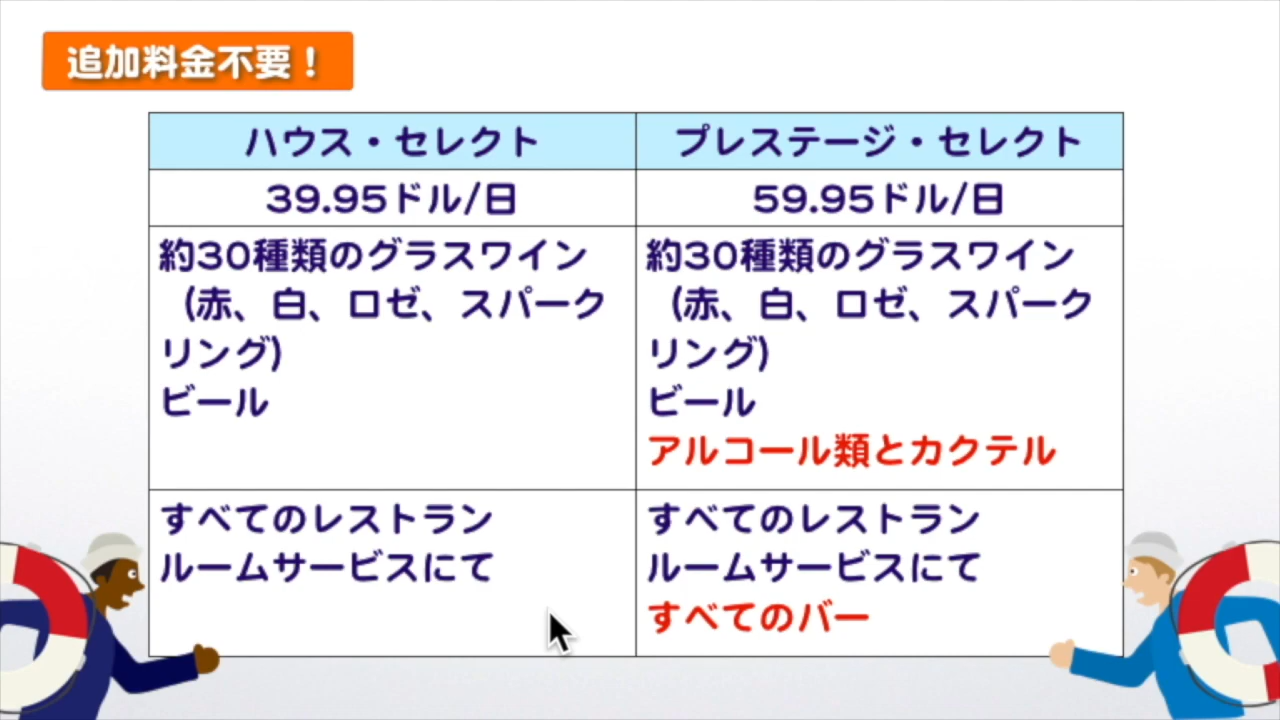 追加料金不要！
ハウス・セレクト
プレステージ・セレクト
39.95ドル/日
59.95ドル/日
約30種類のグラスワイン
（赤、白、ロゼ、スパーク
リング)
ビール
約30種類のグラスワイン
（赤、白、ロゼ、スパーク
リング)
ビール
アルコール類とカクテル
すべてのレストラン
ルームサービスにて
すべてのレストラン
ルームサービスにて
すべてのバー